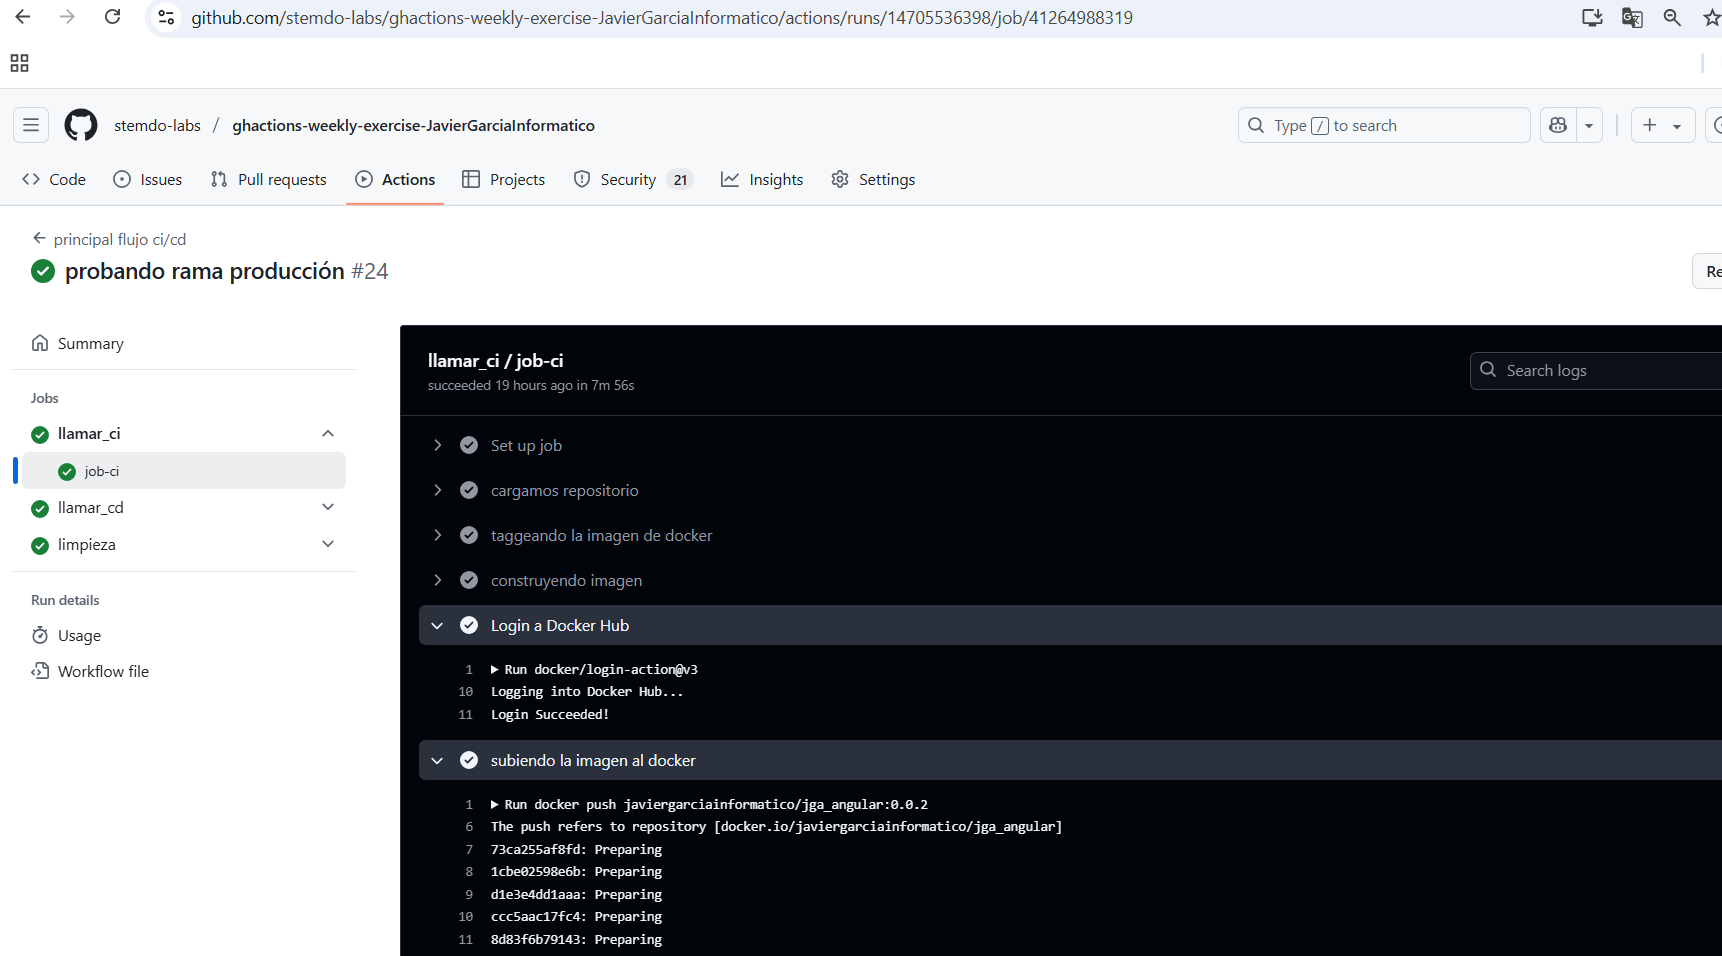 github.com/stemdo-labs/ghactions-weekly-exercise-JavierGarciaInformatico/actions/runs/14705536398/job/41264988319
stemdo-labs / ghactions-weekly-exercise-JavierGarciaInformatico
Type / to search
Code Issues Pull requests Actions Projects Security 21 Insights Settings
principal flujo ci/cd
probando rama producción #24
Re
Summary
Jobs
llamar_ci
job-ci
llamar_cd
limpieza
Run details
Usage
Workflow file
llamar_ci / job-ci
succeeded 19 hours ago in 7m 56s
Search logs
Set up job
cargamos repositorio
taggeando la imagen de docker
construyendo imagen
Login a Docker Hub
1 Run docker/login-action@v3
10 Logging into Docker Hub...
11 Login Succeeded!
subiendo la imagen al docker
1 Run docker push javiergarciainformatico/jga_angular:0.0.2
6 The push refers to repository [docker.io/javiergarciainformatico/jga_angular]
7 73ca255af8fd: Preparing
8 1cbe02598e6b: Preparing
9 d1e3e4dd1aaa: Preparing
10 ccc5aac17fc4: Preparing
11 8d83f6b79143: Preparing